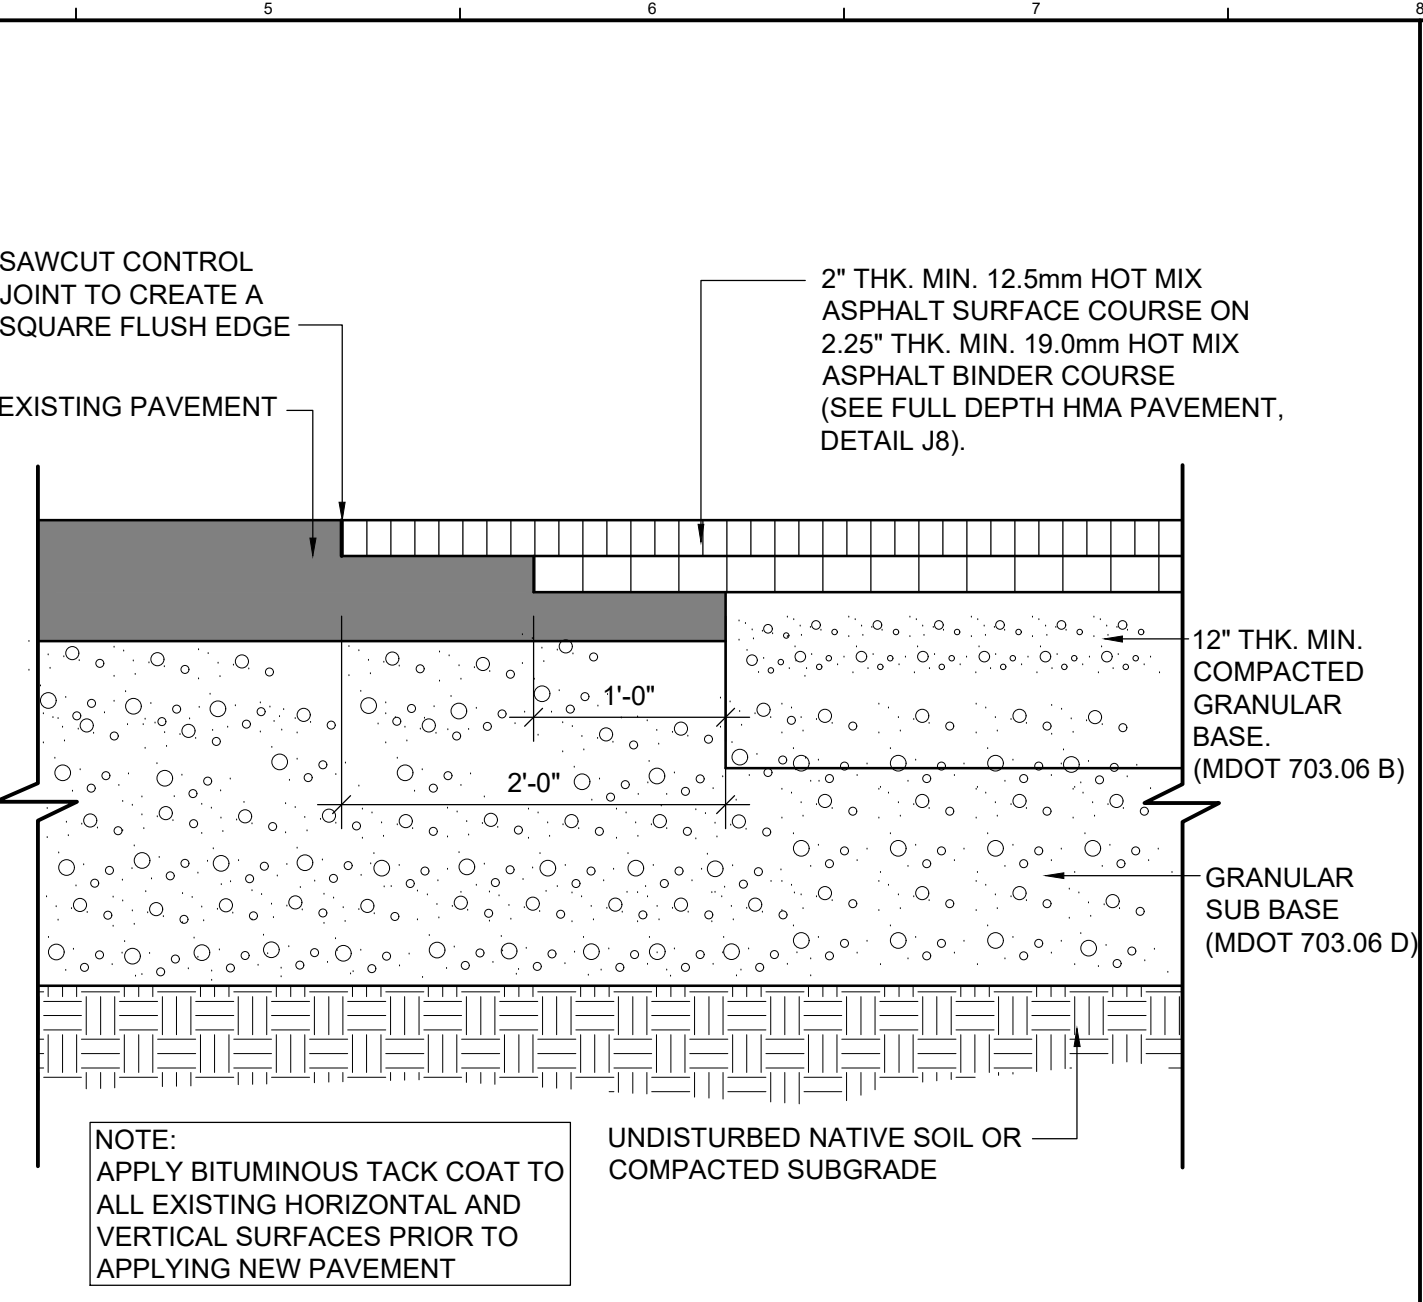 5 6 7 8
SAWCUT CONTROL
JOINT TO CREATE A
SQUARE FLUSH EDGE
EXISTING PAVEMENT
2" THK. MIN. 12.5mm HOT MIX
ASPHALT SURFACE COURSE ON
2.25" THK. MIN. 19.0mm HOT MIX
ASPHALT BINDER COURSE
(SEE FULL DEPTH HMA PAVEMENT,
DETAIL J8).
1'-0"
2'-0"
12" THK. MIN.
COMPACTED
GRANULAR
BASE.
(MDOT 703.06 B)
GRANULAR
SUB BASE
(MDOT 703.06 D)
UNDISTURBED NATIVE SOIL OR
COMPACTED SUBGRADE
NOTE:
APPLY BITUMINOUS TACK COAT TO
ALL EXISTING HORIZONTAL AND
VERTICAL SURFACES PRIOR TO
APPLYING NEW PAVEMENT